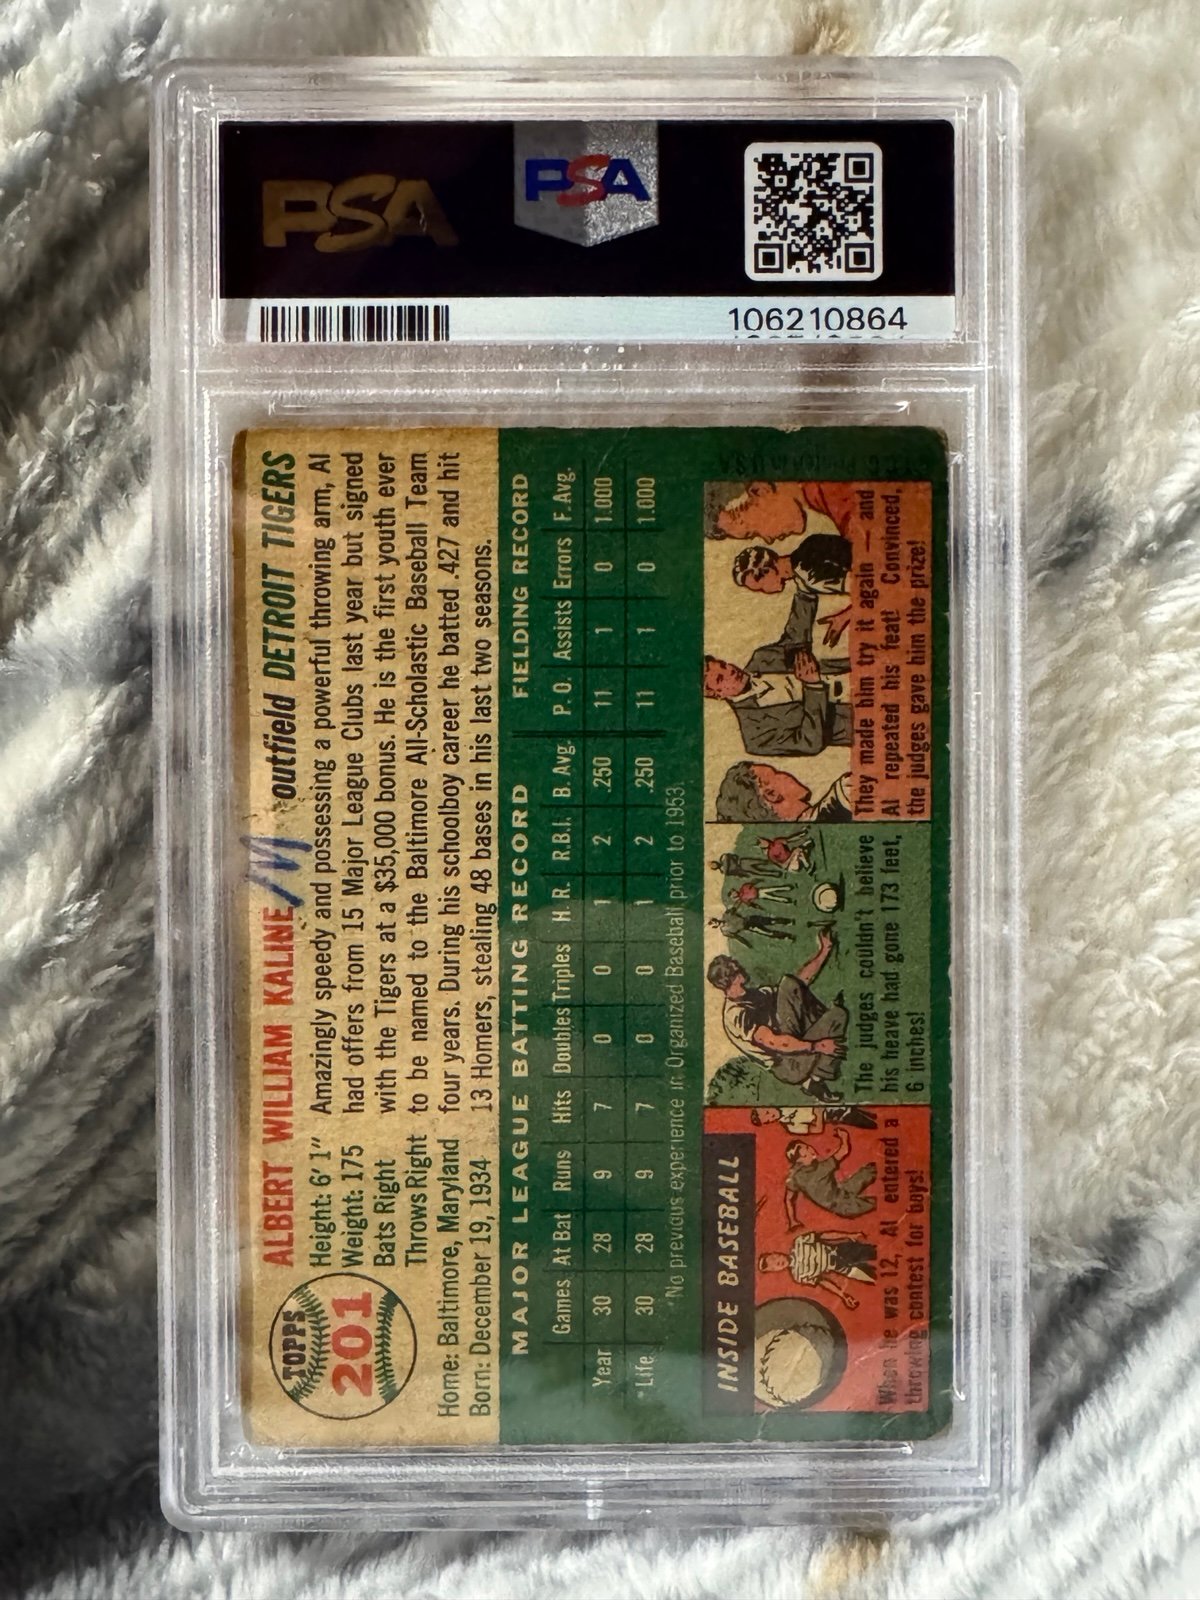 PSA
PSA
106210864
TOPPS
201
ALBERT WILLIAM KALINE
outfield DETROIT TIGERS
Height: 6' 1"
Weight: 175
Bats Right
Throws Right
Home: Baltimore, Maryland
Born: December 19, 1934
Amazingly speedy and possessing a powerful throwing arm, Al
had offers from 15 Major League Clubs last year but signed
with the Tigers at a $35,000 bonus. He is the first youth ever
to be named to the Baltimore All-Scholastic Baseball Team
four years. During his schoolboy career he batted .427 and hit
13 Homers, stealing 48 bases in his last two seasons.
MAJOR LEAGUE BATTING RECORD FIELDING RECORD
Games At Bat Runs Hits Doubles Triples H. R. R.B.I. B. Avg. P. O. Assists Errors F. Avg.
Year 30 28 9 7 0 0 1 2 .250 11 1 0 1.000
*Life 30 28 9 7 0 0 1 2 .250 11 1 0 1.000
*No previous experience in Organized Baseball prior to 1953.
INSIDE BASEBALL
When he was 12, Al entered a
throwing contest for boys!
The judges couldn't believe
his heave had gone 173 feet,
6 inches!
They made him try it again — and
Al repeated his feat! Convinced,
the judges gave him the prize!